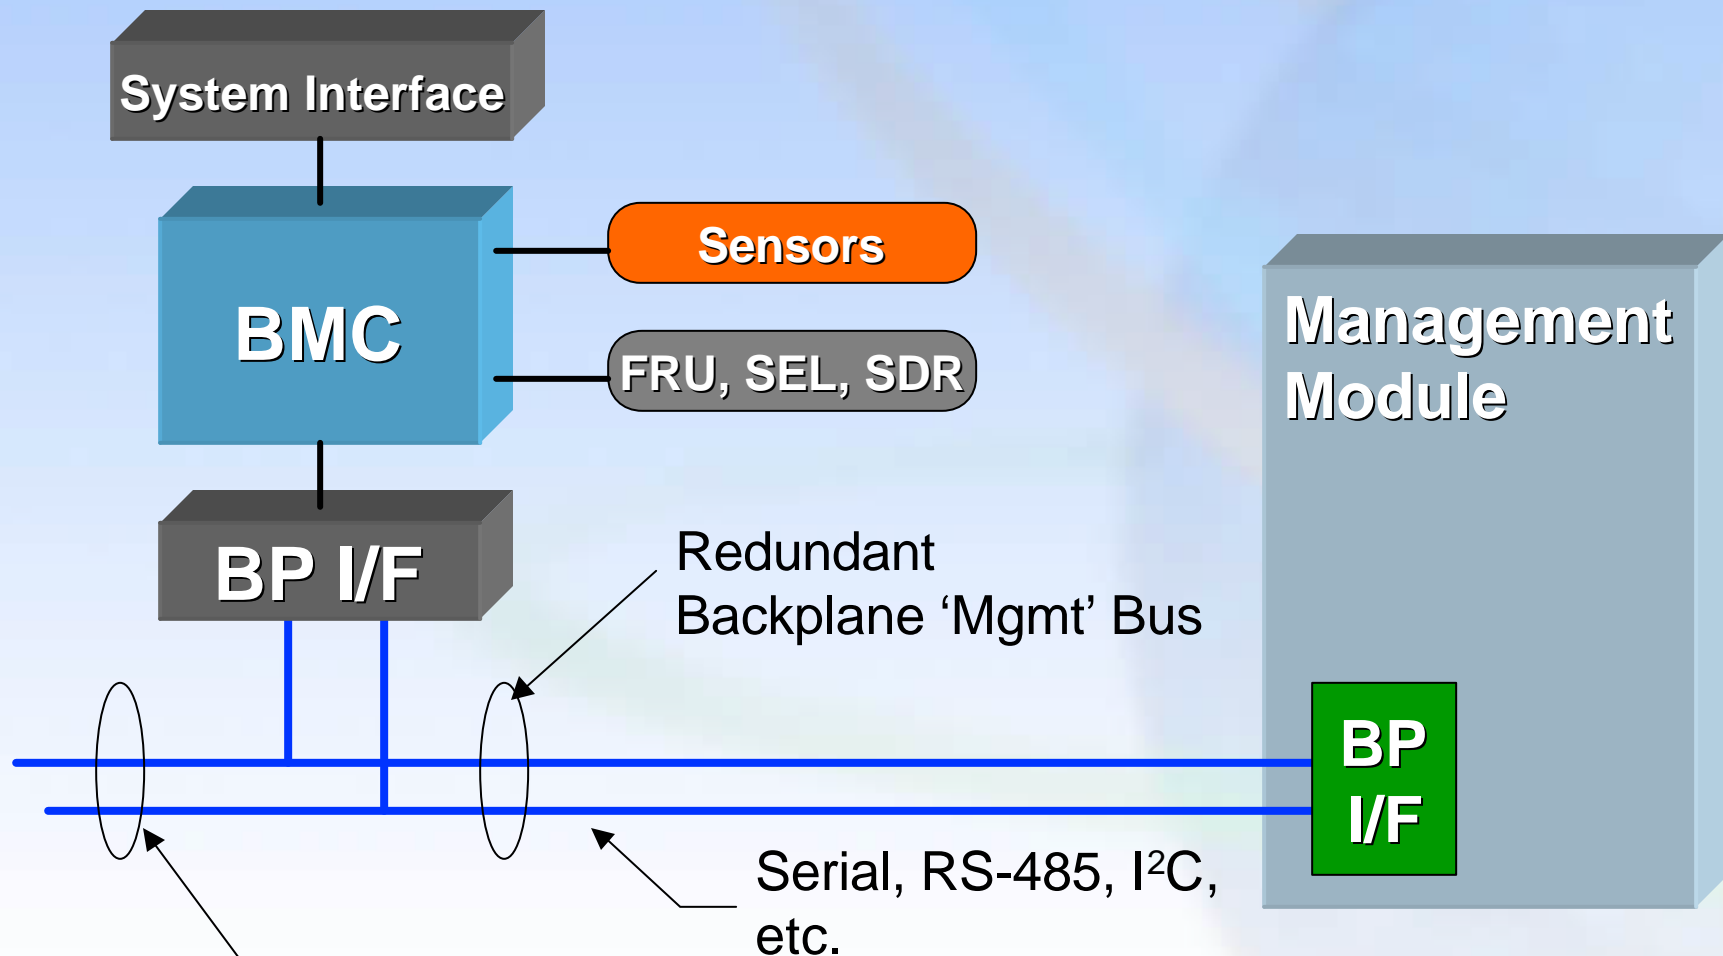 System Interface
BMC
Sensors
FRU, SEL, SDR
BP I/F
Redundant
Backplane ‘Mgmt’ Bus
Management
Module
BP
I/F
Serial, RS-485, I²C,
etc.